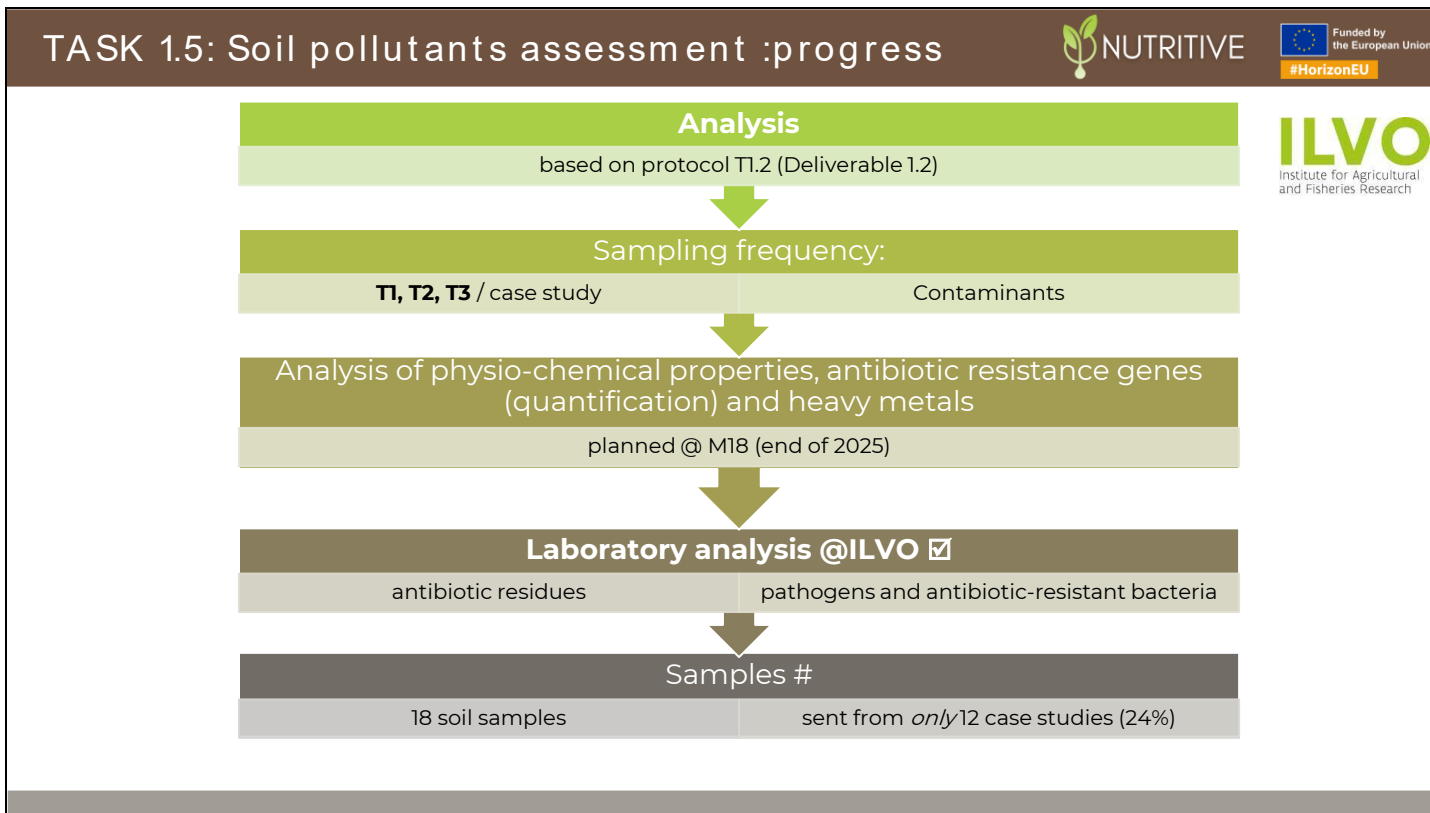 TASK 1.5: Soil pollutants assessment :progress
NUTRITIVE
Funded by
the European Union
#HorizonEU
ILVO
Institute for Agricultural
and Fisheries Research
Analysis
based on protocol T1.2 (Deliverable 1.2)
Sampling frequency:
T1, T2, T3 / case study
Contaminants
Analysis of physio-chemical properties, antibiotic resistance genes
(quantification) and heavy metals
planned @ M18 (end of 2025)
Laboratory analysis @ILVO ☑
antibiotic residues
pathogens and antibiotic-resistant bacteria
Samples #
18 soil samples
sent from only 12 case studies (24%)